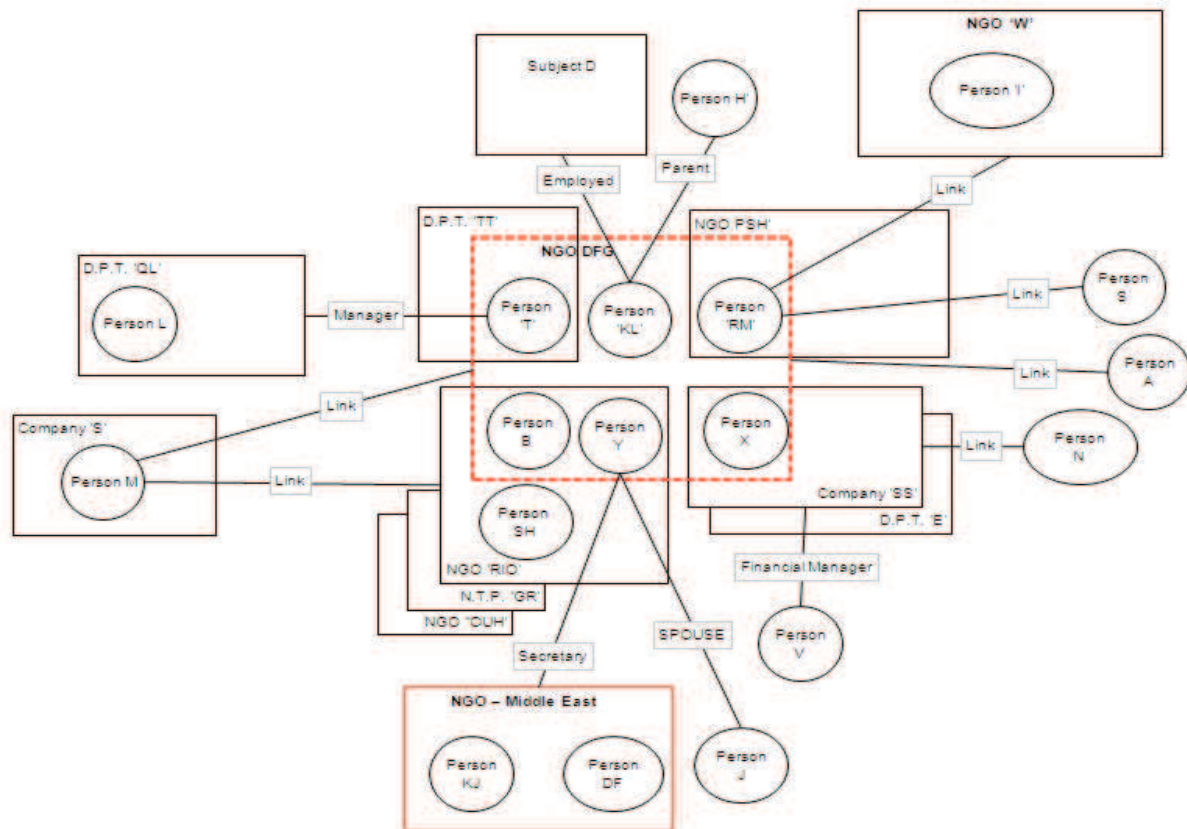 NGO 'W'
Person 'I'
Subject D
Person H'
Employed
Parent
Link
D.P.T. 'TT'
NGO PSH'
NGO DFG
D.P.T. 'QL'
Person L
Manager
Person
'T'
Person
'KL'
Person
'RM'
Link
Person
S
Link
Person
A
Link
Company 'S'
Person M
Link
Person
B
Person
Y
Person
X
Link
Person
N
Company 'SS'
D.P.T. 'E'
Person
SH
NGO 'RIO'
N.T.P. 'GR'
NGO "OUH'
Financial Manager
Person
V
Secretary
SPOUSE
NGO – Middle East
Person
KJ
Person
DF
Person
J